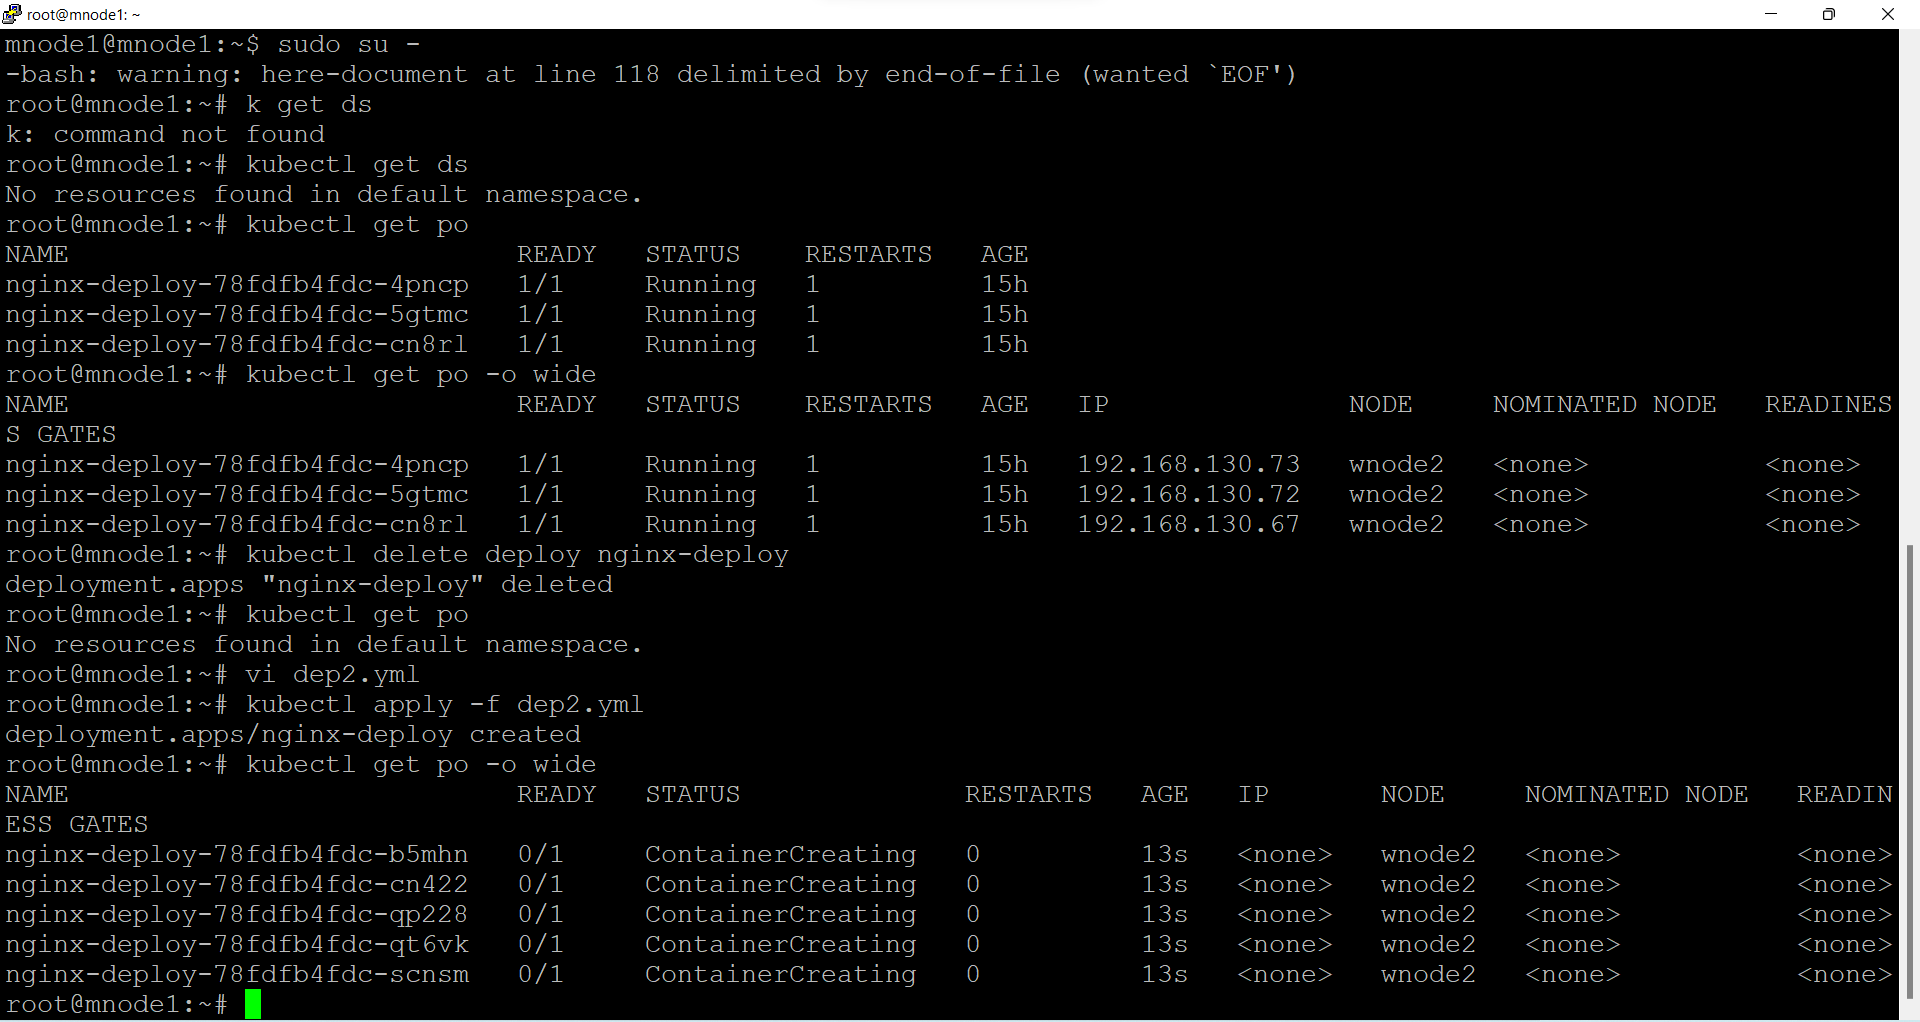 root@mnode1: ~
mnode1@mnode1:~$ sudo su -
-bash: warning: here-document at line 118 delimited by end-of-file (wanted `EOF')
root@mnode1:~# k get ds
k: command not found
root@mnode1:~# kubectl get ds
No resources found in default namespace.
root@mnode1:~# kubectl get po
NAME                            READY   STATUS    RESTARTS   AGE
nginx-deploy-78fdfb4fdc-4pncp   1/1     Running   1          15h
nginx-deploy-78fdfb4fdc-5gtmc   1/1     Running   1          15h
nginx-deploy-78fdfb4fdc-cn8rl   1/1     Running   1          15h
root@mnode1:~# kubectl get po -o wide
NAME                            READY   STATUS    RESTARTS   AGE   IP               NODE     NOMINATED NODE   READINES
S GATES
nginx-deploy-78fdfb4fdc-4pncp   1/1     Running   1          15h   192.168.130.73   wnode2   <none>           <none>
nginx-deploy-78fdfb4fdc-5gtmc   1/1     Running   1          15h   192.168.130.72   wnode2   <none>           <none>
nginx-deploy-78fdfb4fdc-cn8rl   1/1     Running   1          15h   192.168.130.67   wnode2   <none>           <none>
root@mnode1:~# kubectl delete deploy nginx-deploy
deployment.apps "nginx-deploy" deleted
root@mnode1:~# kubectl get po
No resources found in default namespace.
root@mnode1:~# vi dep2.yml
root@mnode1:~# kubectl apply -f dep2.yml
deployment.apps/nginx-deploy created
root@mnode1:~# kubectl get po -o wide
NAME                            READY   STATUS              RESTARTS   AGE   IP       NODE     NOMINATED NODE   READIN
ESS GATES
nginx-deploy-78fdfb4fdc-b5mhn   0/1     ContainerCreating   0          13s   <none>   wnode2   <none>           <none>
nginx-deploy-78fdfb4fdc-cn422   0/1     ContainerCreating   0          13s   <none>   wnode2   <none>           <none>
nginx-deploy-78fdfb4fdc-qp228   0/1     ContainerCreating   0          13s   <none>   wnode2   <none>           <none>
nginx-deploy-78fdfb4fdc-qt6vk   0/1     ContainerCreating   0          13s   <none>   wnode2   <none>           <none>
nginx-deploy-78fdfb4fdc-scnsm   0/1     ContainerCreating   0          13s   <none>   wnode2   <none>           <none>
root@mnode1:~#